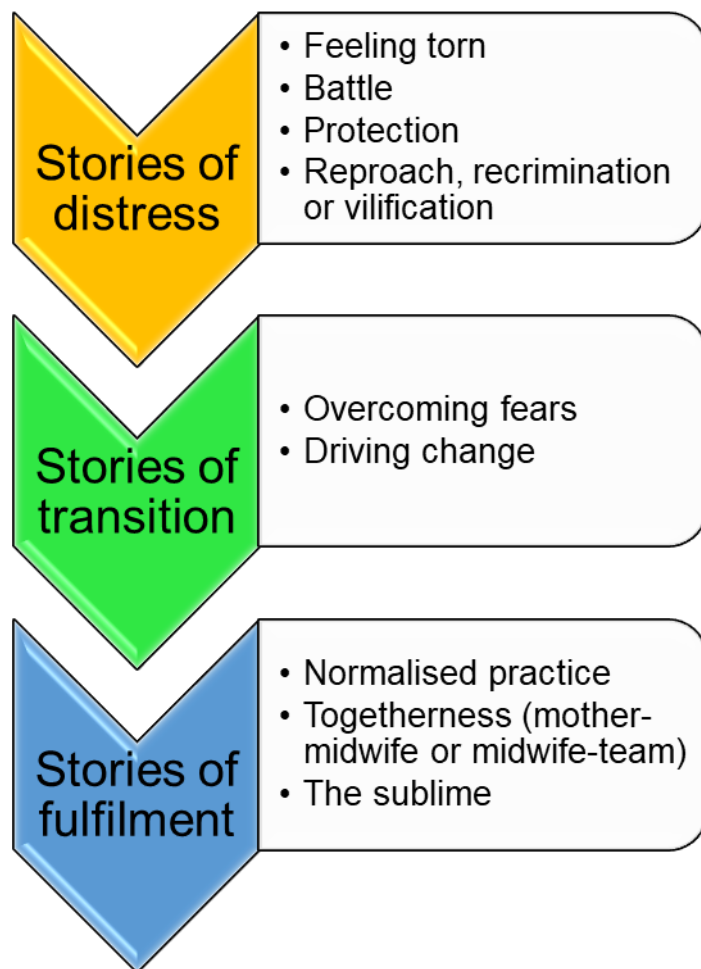 Stories of
distress
• Feeling torn
• Battle
• Protection
• Reproach, recrimination
or vilification
Stories of
transition
• Overcoming fears
• Driving change
Stories of
fulfilment
• Normalised practice
• Togetherness (mother-
midwife or midwife-team)
• The sublime